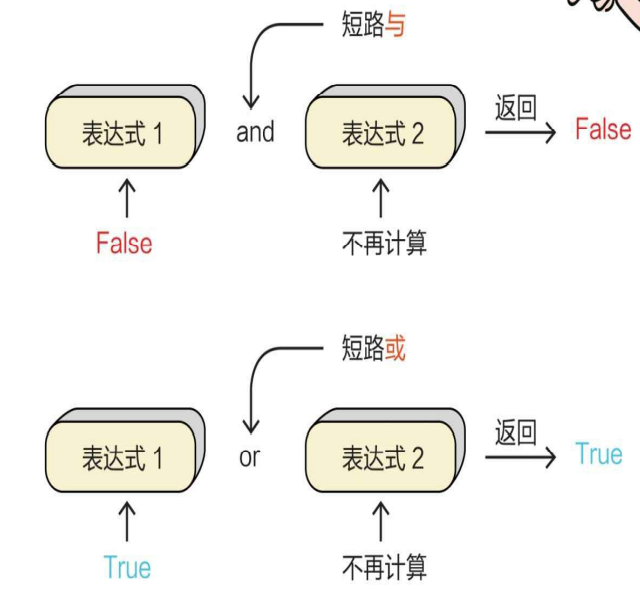 短路与
表达式 1 and 表达式 2 返回 False
False 不再计算
短路或
表达式 1 or 表达式 2 返回 True
True 不再计算